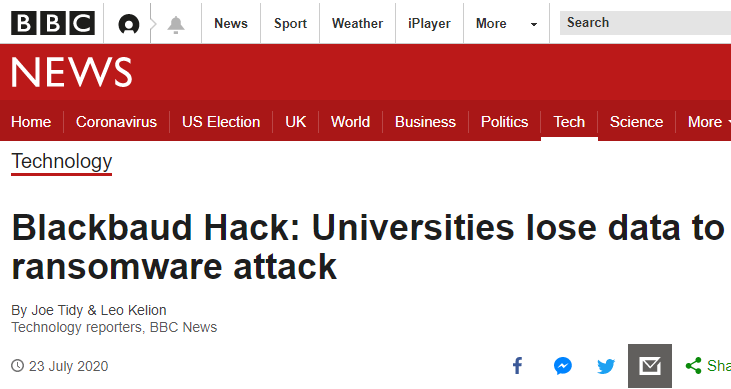 BBC News Sport Weather iPlayer More Search
NEWS
Home Coronavirus US Election UK World Business Politics Tech Science More
Technology
Blackbaud Hack: Universities lose data to
ransomware attack
By Joe Tidy & Leo Kelion
Technology reporters, BBC News
23 July 2020 Sha